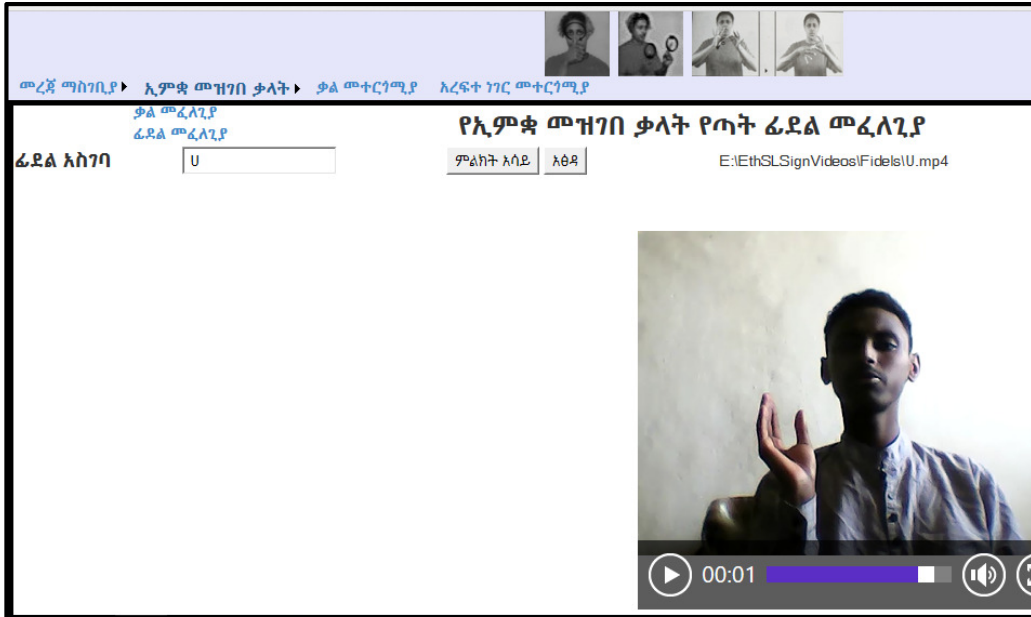 መረጃ ማስገቢያ ኢምቋ መዝገበ ቃላት ቃል መተርጎሚያ አረፍተ ነገር መተርጎሚያ
ቃል መፈለጊያ
ፊደል መፈለጊያ
የኢምቋ መዝገበ ቃላት የጣት ፊደል መፈለጊያ
ፊደል አስገባ ሀ ምልክት አሳይ አፅዳ E:\EthSLSignVideos\Fidels\ሀ.mp4
00:01